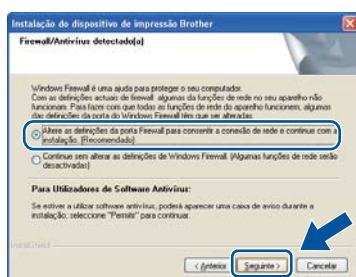 Instalação do dispositivo de impressão Brother
Firewall/Antivírus detectado(a)
Windows Firewall é uma ajuda para proteger o seu computador.
Com as definições actuais de firewall algumas da funções de rede no seu aparelho não
funcionam. Para fazer com que todas as funções de rede do aparelho funcionem, algumas
das definições da porta do Windows Firewall têm que ser alteradas.
Altere as definições da porta Firewall para consentir a conexão de rede e continue com a
instalação. (Recomendado)
Continue sem alterar as definições de Windows Firewall. (Algumas funções de rede serão
desactivadas)
Para Utilizadores de Software Antivírus:
Se estiver a utilizar software antivírus, poderá aparecer uma caixa de aviso durante a
instalação; seleccione "Permitir" para continuar.
InstallShield
< Anterior Seguinte > Cancelar